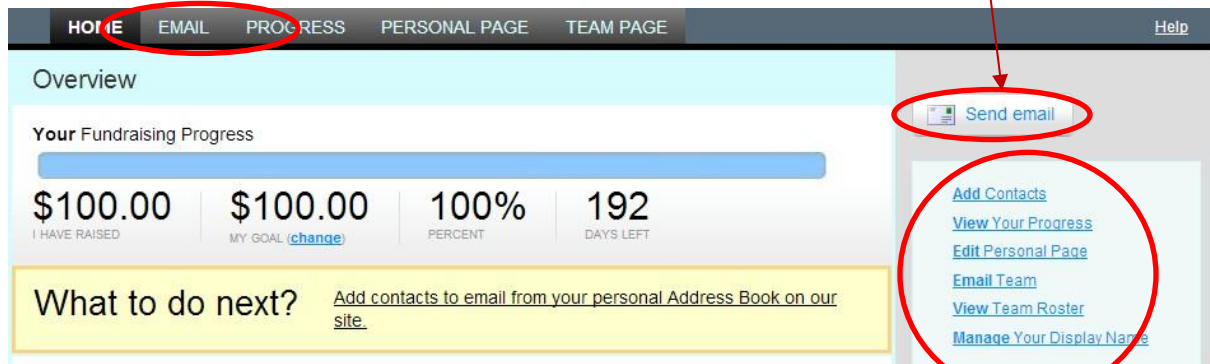 HOME EMAIL PROGRESS PERSONAL PAGE TEAM PAGE Help
Overview
Send email
Your Fundraising Progress
$100.00 $100.00 100% 192
I HAVE RAISED MY GOAL (change) PERCENT DAYS LEFT
What to do next? Add contacts to email from your personal Address Book on our
site.
Add Contacts
View Your Progress
Edit Personal Page
Email Team
View Team Roster
Manage Your Display Name